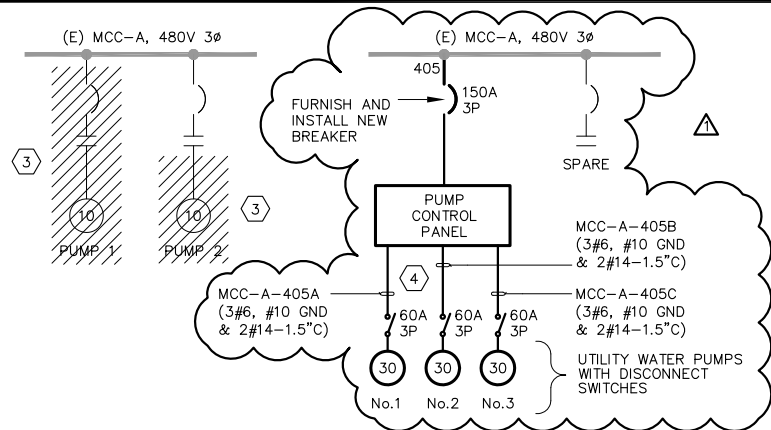 (E) MCC-A, 480V 3ø
3
10
PUMP 1
10
PUMP 2
3
(E) MCC-A, 480V 3ø
405
150A
3P
FURNISH AND
INSTALL NEW
BREAKER
SPARE
1
PUMP
CONTROL
PANEL
MCC-A-405B
(3#6, #10 GND
& 2#14-1.5"C)
4
MCC-A-405A
(3#6, #10 GND
& 2#14-1.5"C)
MCC-A-405C
(3#6, #10 GND
& 2#14-1.5"C)
60A
3P
60A
3P
60A
3P
30
30
30
No.1
No.2
No.3
UTILITY WATER PUMPS
WITH DISCONNECT
SWITCHES